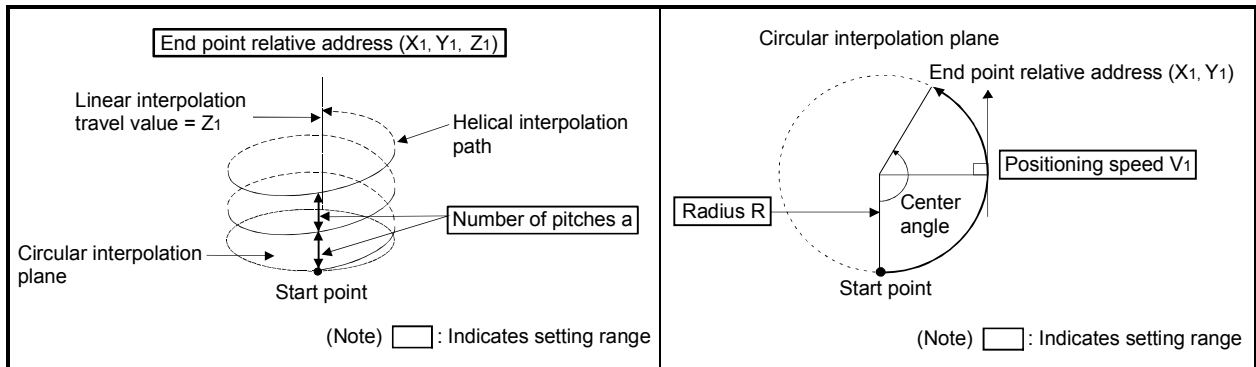 End point relative address (X1, Y1, Z1)
Linear interpolation
travel value = Z1
Helical interpolation
path
Number of pitches a
Circular interpolation
plane
Start point
(Note) : Indicates setting range
Circular interpolation plane
End point relative address (X1, Y1)
Positioning speed V1
Radius R
Center
angle
Start point
(Note) : Indicates setting range